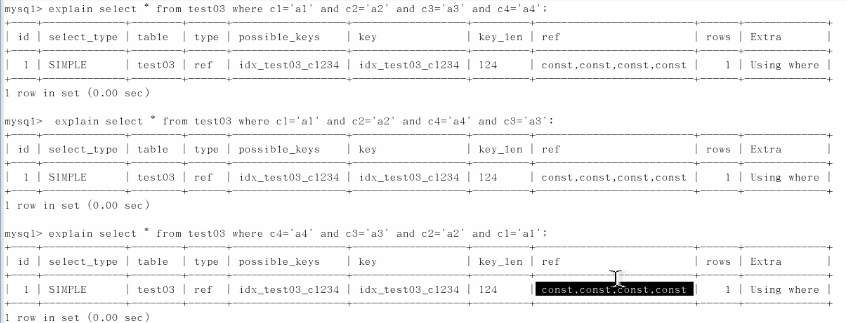 mysql> explain select * from test03 where c1='a1' and c2='a2' and c3='a3' and c4='a4';
+----+-------------+--------+------+-------------------+-------------------+---------+-------------------------+------+-------------+
| id | select_type | table | type | possible_keys | key | key_len | ref | rows | Extra |
| 1 | SIMPLE | test03 | ref | idx_test03_c1234 | idx_test03_c1234 | 124 | const,const,const,const | 1 | Using where |
1 row in set (0.00 sec)
mysql> explain select * from test03 where c1='a1' and c2='a2' and c4='a4' and c3='a3';
| id | select_type | table | type | possible_keys | key | key_len | ref | rows | Extra |
| 1 | SIMPLE | test03 | ref | idx_test03_c1234 | idx_test03_c1234 | 124 | const,const,const,const | 1 | Using where |
1 row in set (0.00 sec)
mysql> explain select * from test03 where c4='a4' and c3='a3' and c2='a2' and c1='a1';
| id | select_type | table | type | possible_keys | key | key_len | ref | rows | Extra |
| 1 | SIMPLE | test03 | ref | idx_test03_c1234 | idx_test03_c1234 | 124 | const,const,const,const | 1 | Using where |
1 row in set (0.00 sec)